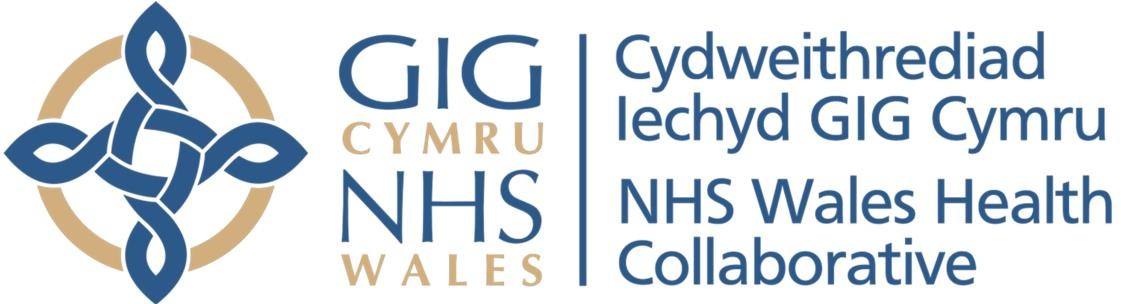 GIG
CYMRU
NHS
WALES
Cydweithrediad
Iechyd GIG Cymru
NHS Wales Health
Collaborative